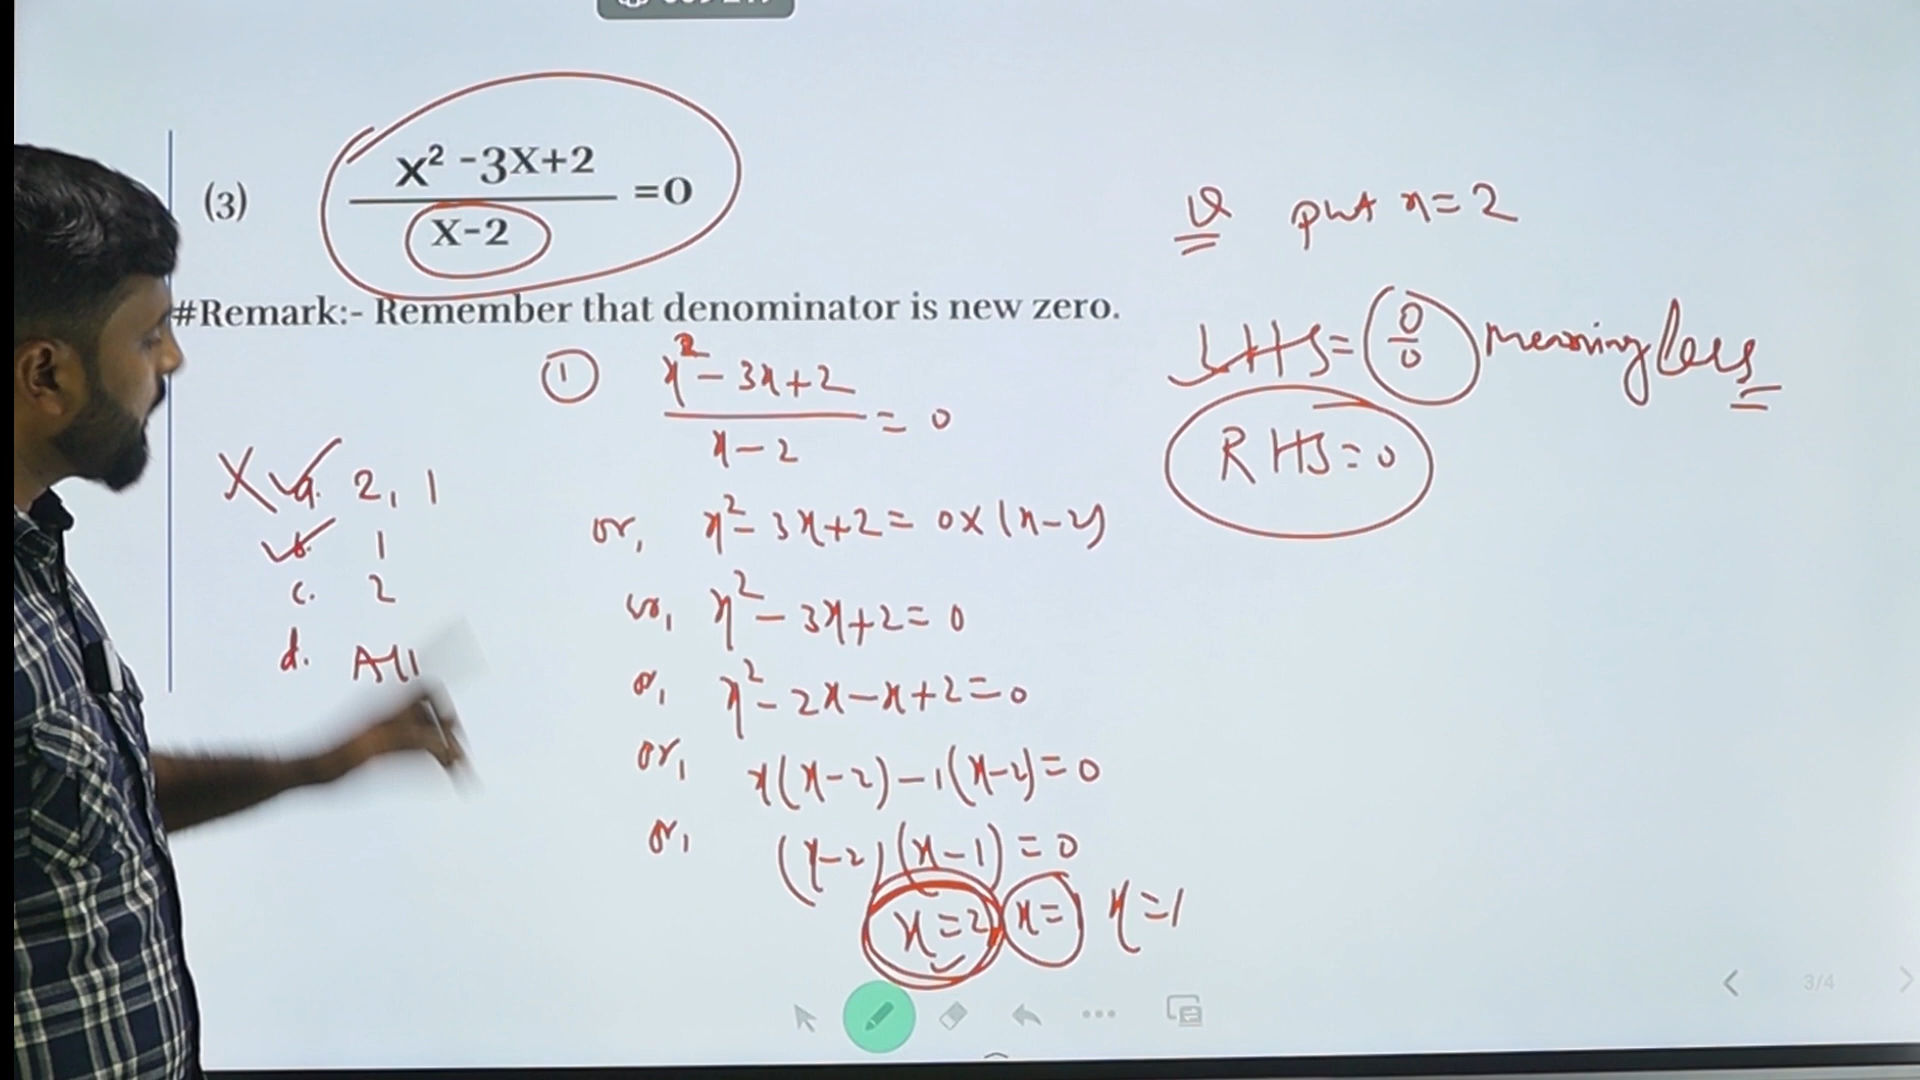 (3) x² -3x+2 / x-2 =0
#Remark:- Remember that denominator is new zero.
① x²-3x+2 / x-2 = 0
or, x²-3x+2 = 0×(x-2)
or, x²-3x+2=0
or, x²-2x-x+2=0
or, x(x-2)-1(x-2)=0
or, (x-2)(x-1)=0
x=2 x=1 x=1
X a. 2, 1
b. 1
c. 2
d. All
put x=2
LHS= 0/0 meaningless
RHS=0
3/4